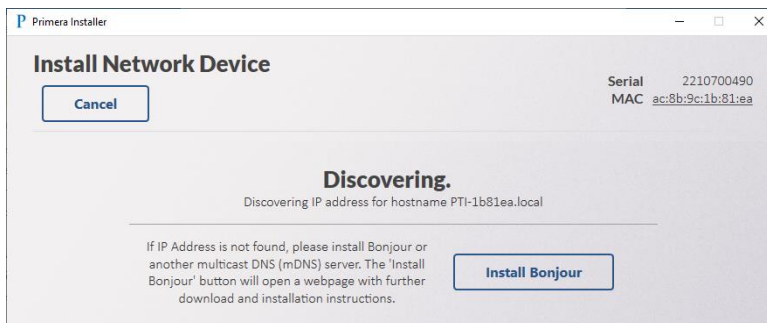 P Primera Installer
Install Network Device
Cancel
Serial 2210700490
MAC ac:8b:9c:1b:81:ea
Discovering.
Discovering IP address for hostname PTI-1b81ea.local
If IP Address is not found, please install Bonjour or
another multicast DNS (mDNS) server. The 'Install
Bonjour' button will open a webpage with further
download and installation instructions.
Install Bonjour